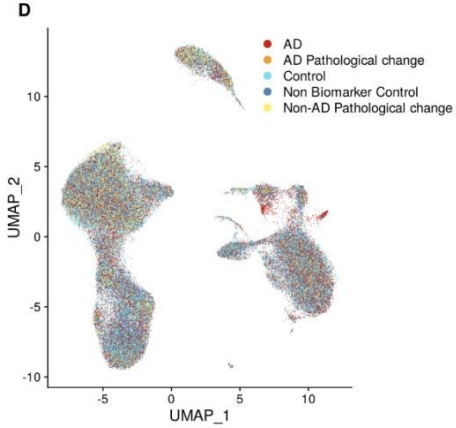 D
AD
AD Pathological change
Control
Non Biomarker Control
Non-AD Pathological change
10
5
0
-5
-10
UMAP_2
-5
0
5
10
UMAP_1